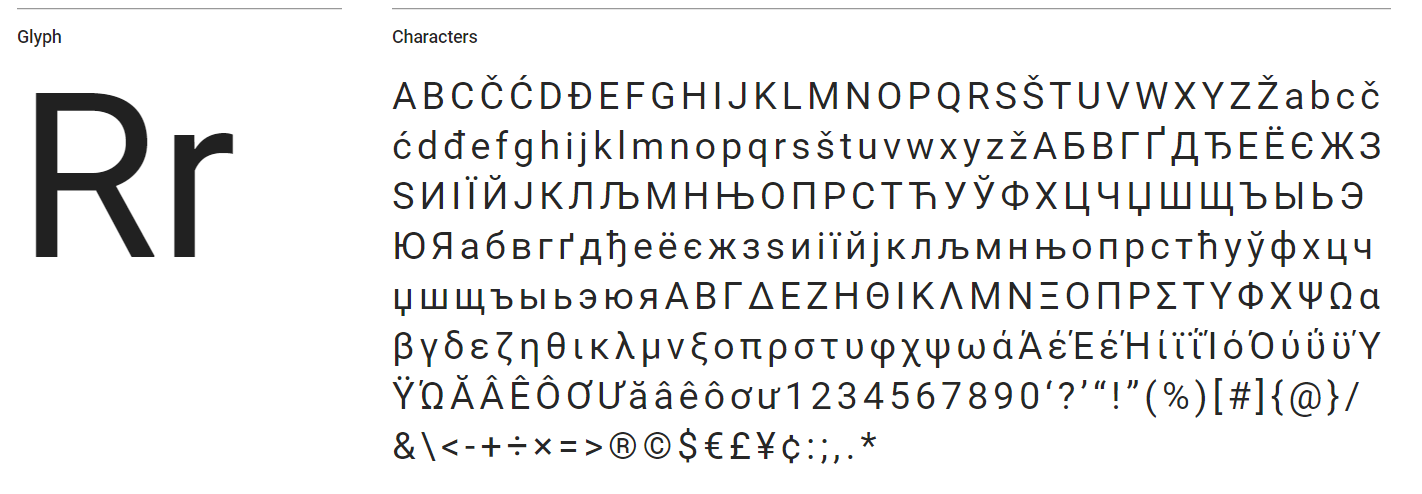 Glyph
Characters
Rr
ABCČĆDĐEFGHIJKLMNOPQRSŠTUVWXYZŽabcč
ćdđefghijklmnopqrsštuvwxyzžАБВГҐДЂЕЁЄЖЗ
ЅИІЇЙЈКЛЉМНЊОПРСТЋУЎФХЦЧЏШЩЪЫЬЭ
ЮЯабвгґдђеёєжзѕиіїйјклљмнњопрстћуўфхцч
џшщъыьэюяΑΒΓΔΕΖΗΘΙΚΛΜΝΞΟΠΡΣΤΥΦΧΨΩα
βγδεζηθικλμνξοπρστυφχψωάΆέΈέΉίϊΐΊόΌύΰϋΎ
ΫΏĂÂÊÔƠƯăâêôơư1234567890‘?’“!”(%)[#]{@}/
&\<-+÷×=>®©$€£¥¢:;,.*